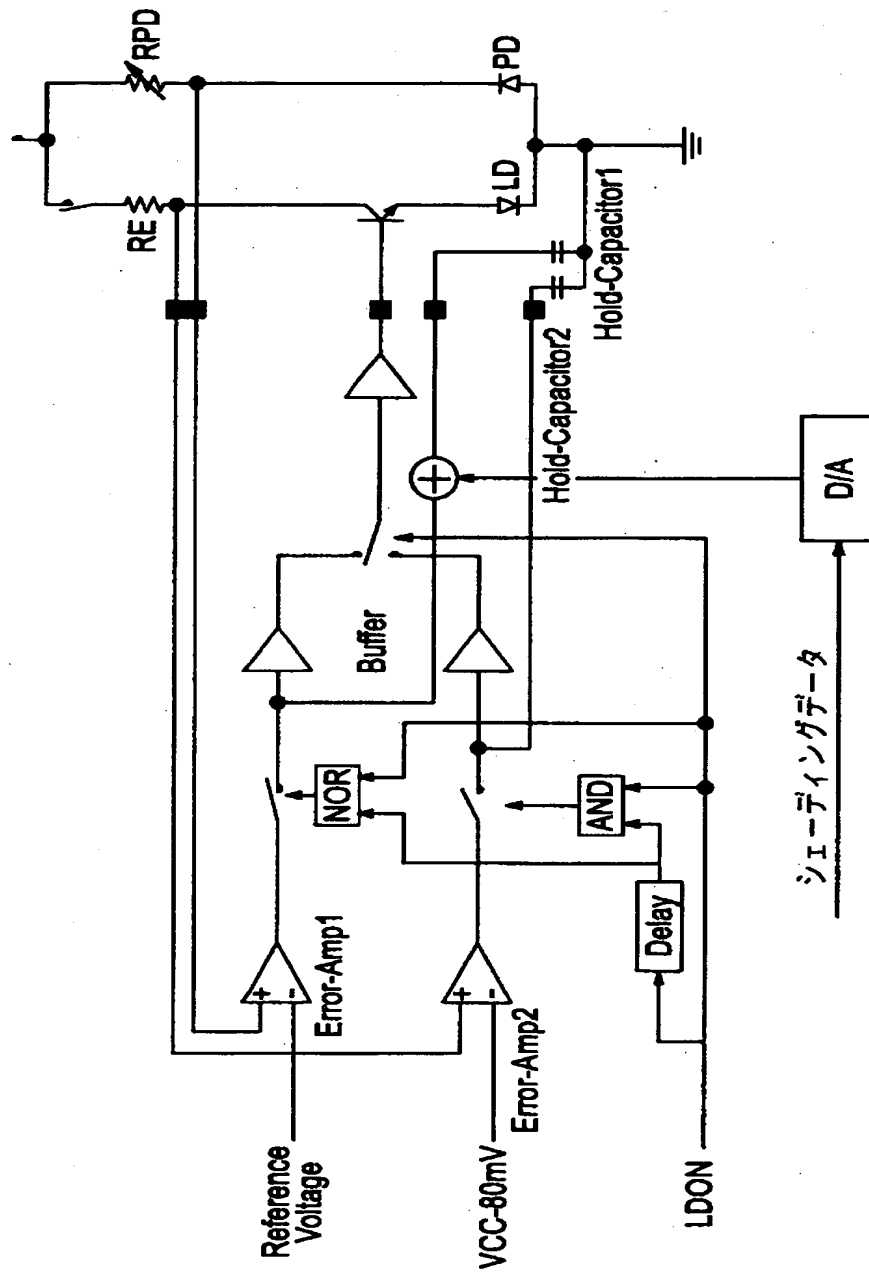 RPD
RE
PD
LD
Hold-Capacitor1
Hold-Capacitor2
+
D/A
Buffer
NOR
AND
Delay
+
-
Error-Amp1
+
-
Error-Amp2
Reference
Voltage
VCC-80mV
LDON
シェーディングデータ